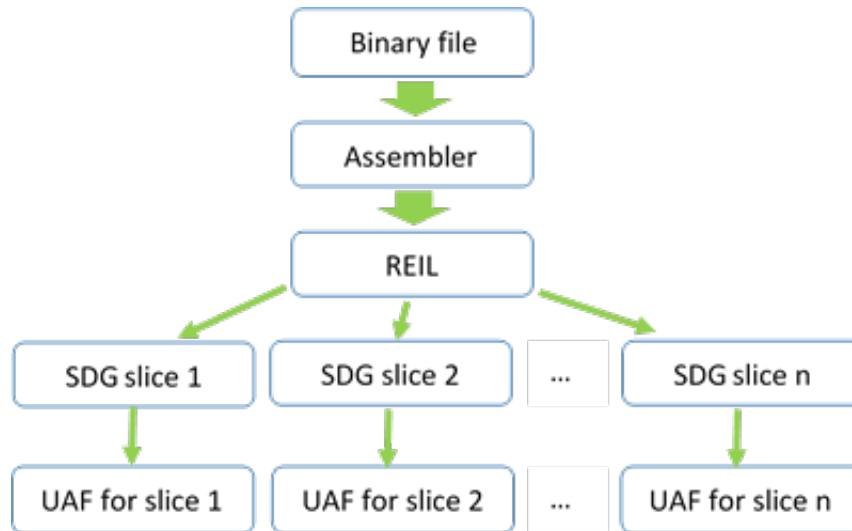 Binary file
Assembler
REIL
SDG slice 1
SDG slice 2
...
SDG slice n
UAF for slice 1
UAF for slice 2
...
UAF for slice n